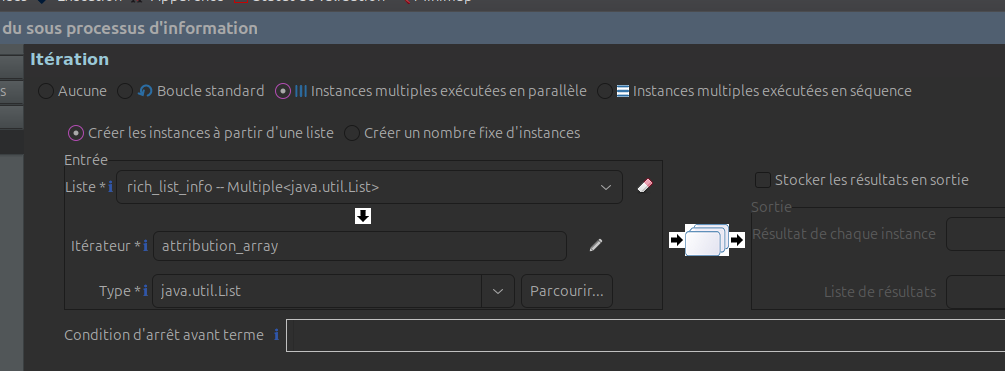 du sous processus d'information
Itération
Aucune Boucle standard Instances multiples exécutées en parallèle Instances multiples exécutées en séquence
Créer les instances à partir d'une liste Créer un nombre fixe d'instances
Entrée
Liste * i rich_list_info -- Multiple<java.util.List>
Stocker les résultats en sortie
Sortie
Itérateur * i attribution_array
Résultat de chaque instance
Type * i java.util.List Parcourir...
Liste de résultats
Condition d'arrêt avant terme i